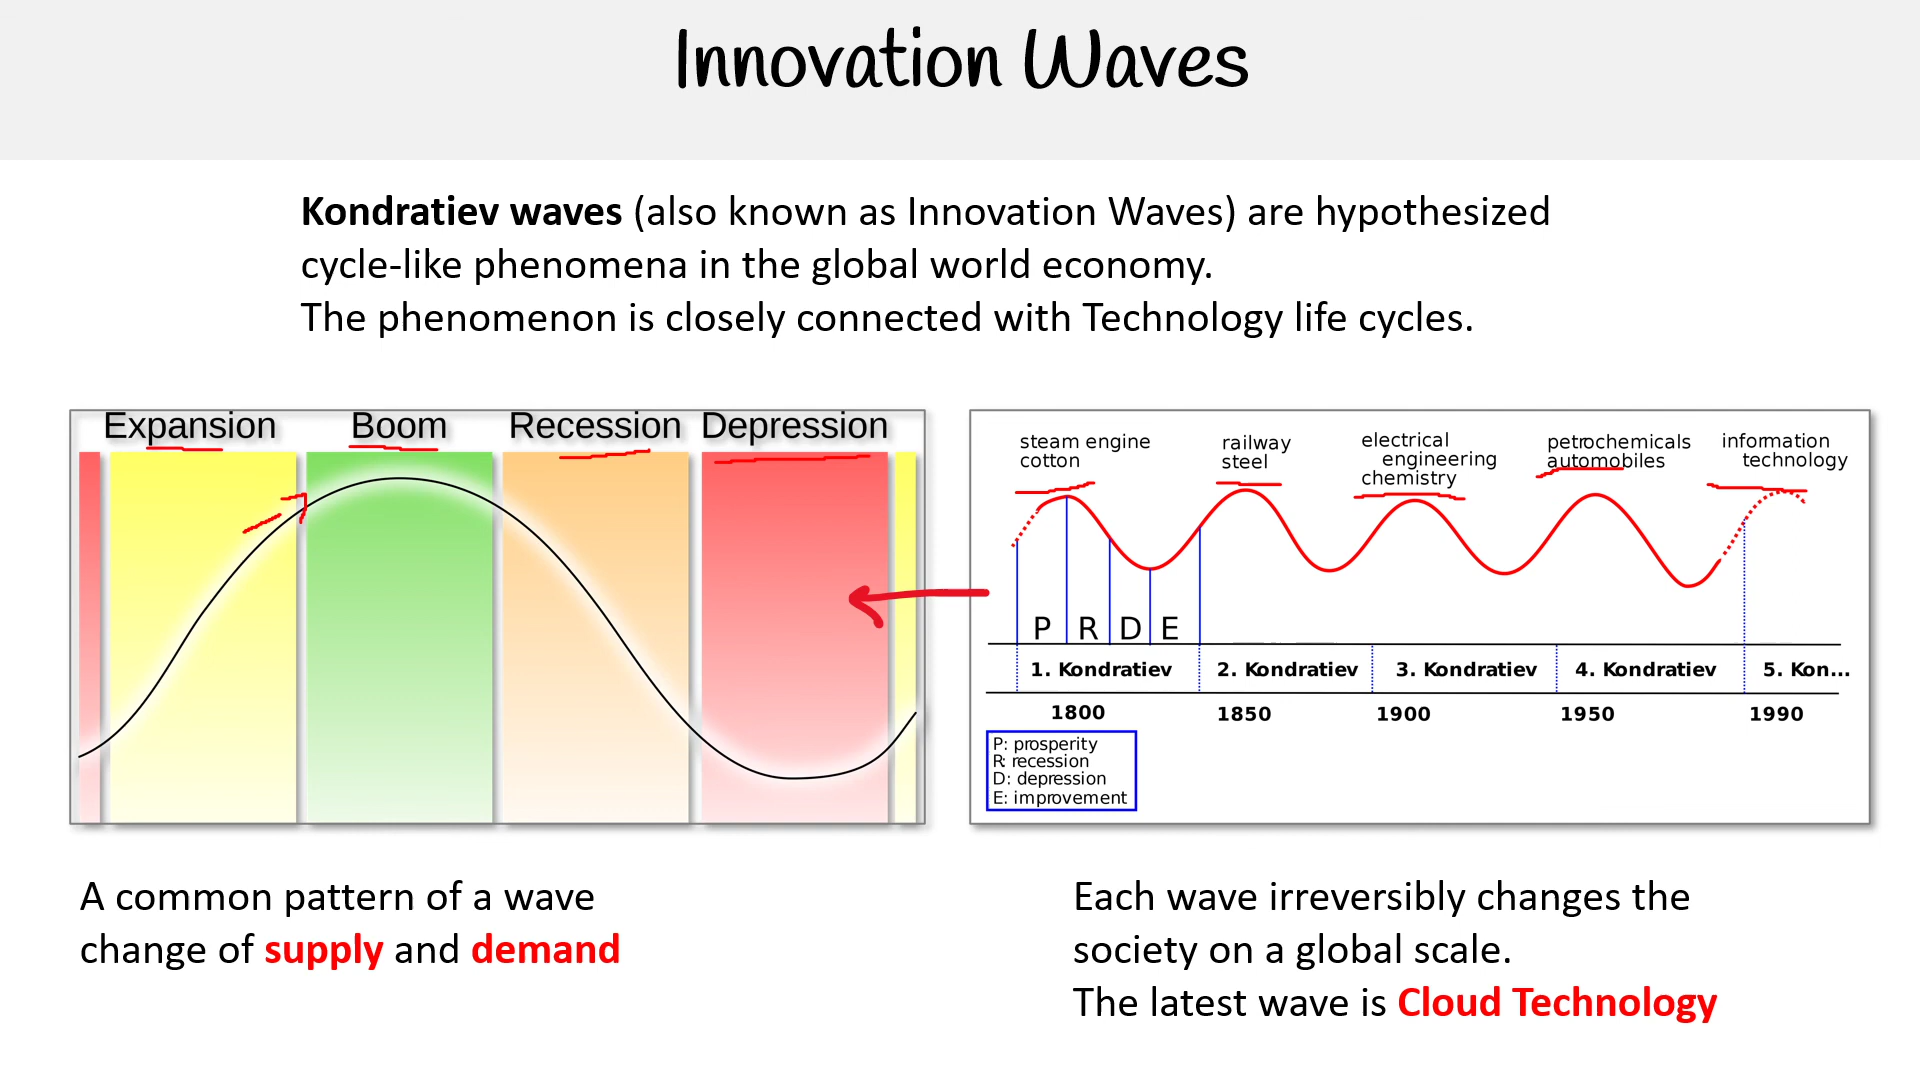 Innovation Waves
Kondratiev waves (also known as Innovation Waves) are hypothesized
cycle-like phenomena in the global world economy.
The phenomenon is closely connected with Technology life cycles.
Expansion Boom Recession Depression
steam engine
cotton
railway
steel
electrical
engineering
chemistry
petrochemicals
automobiles
information
technology
P R D E
1. Kondratiev 2. Kondratiev 3. Kondratiev 4. Kondratiev 5. Kon...
1800 1850 1900 1950 1990
P: prosperity
R: recession
D: depression
E: improvement
A common pattern of a wave
change of supply and demand
Each wave irreversibly changes the
society on a global scale.
The latest wave is Cloud Technology